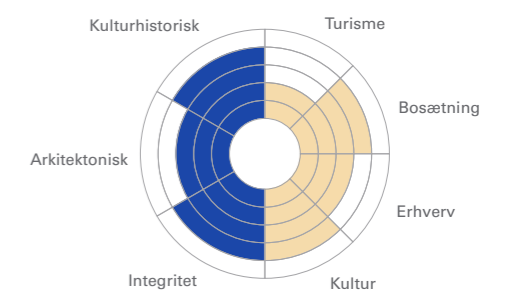 Kulturhistorisk
Turisme
Bosætning
Arkitektonisk
Erhverv
Integritet
Kultur